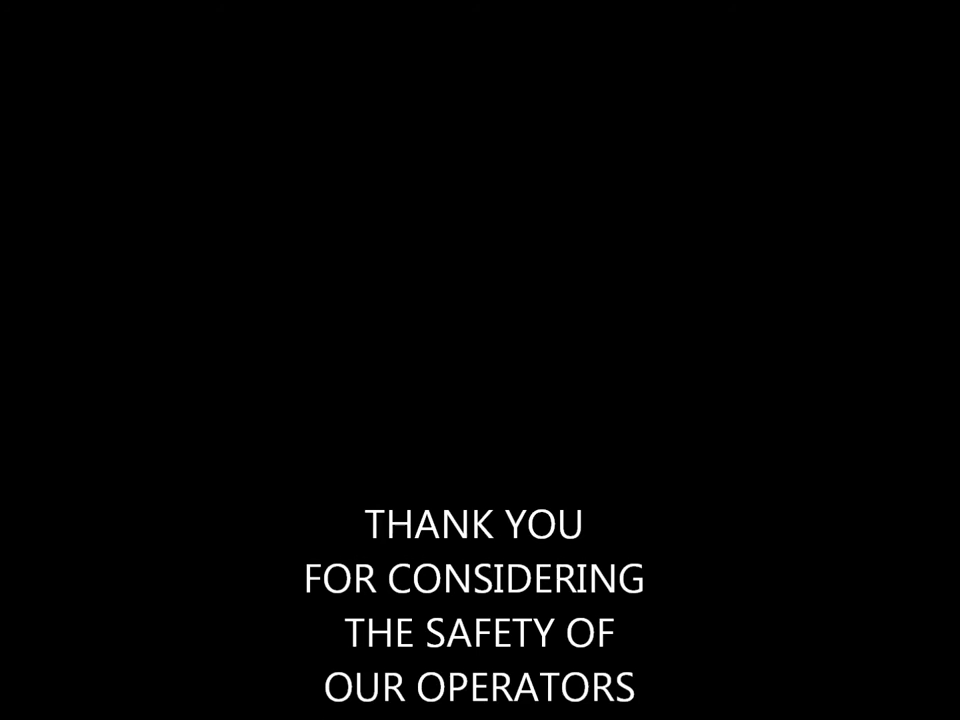 THANK YOU
FOR CONSIDERING
THE SAFETY OF
OUR OPERATORS